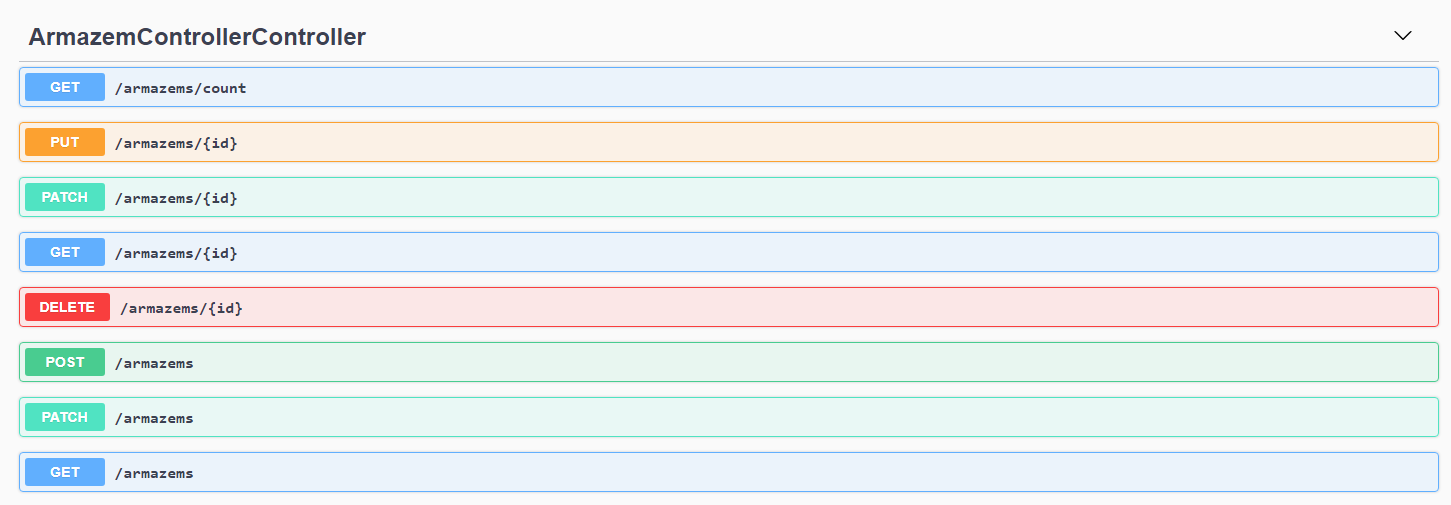 ArmazemControllerController
GET /armazems/count
PUT /armazems/{id}
PATCH /armazems/{id}
GET /armazems/{id}
DELETE /armazems/{id}
POST /armazems
PATCH /armazems
GET /armazems